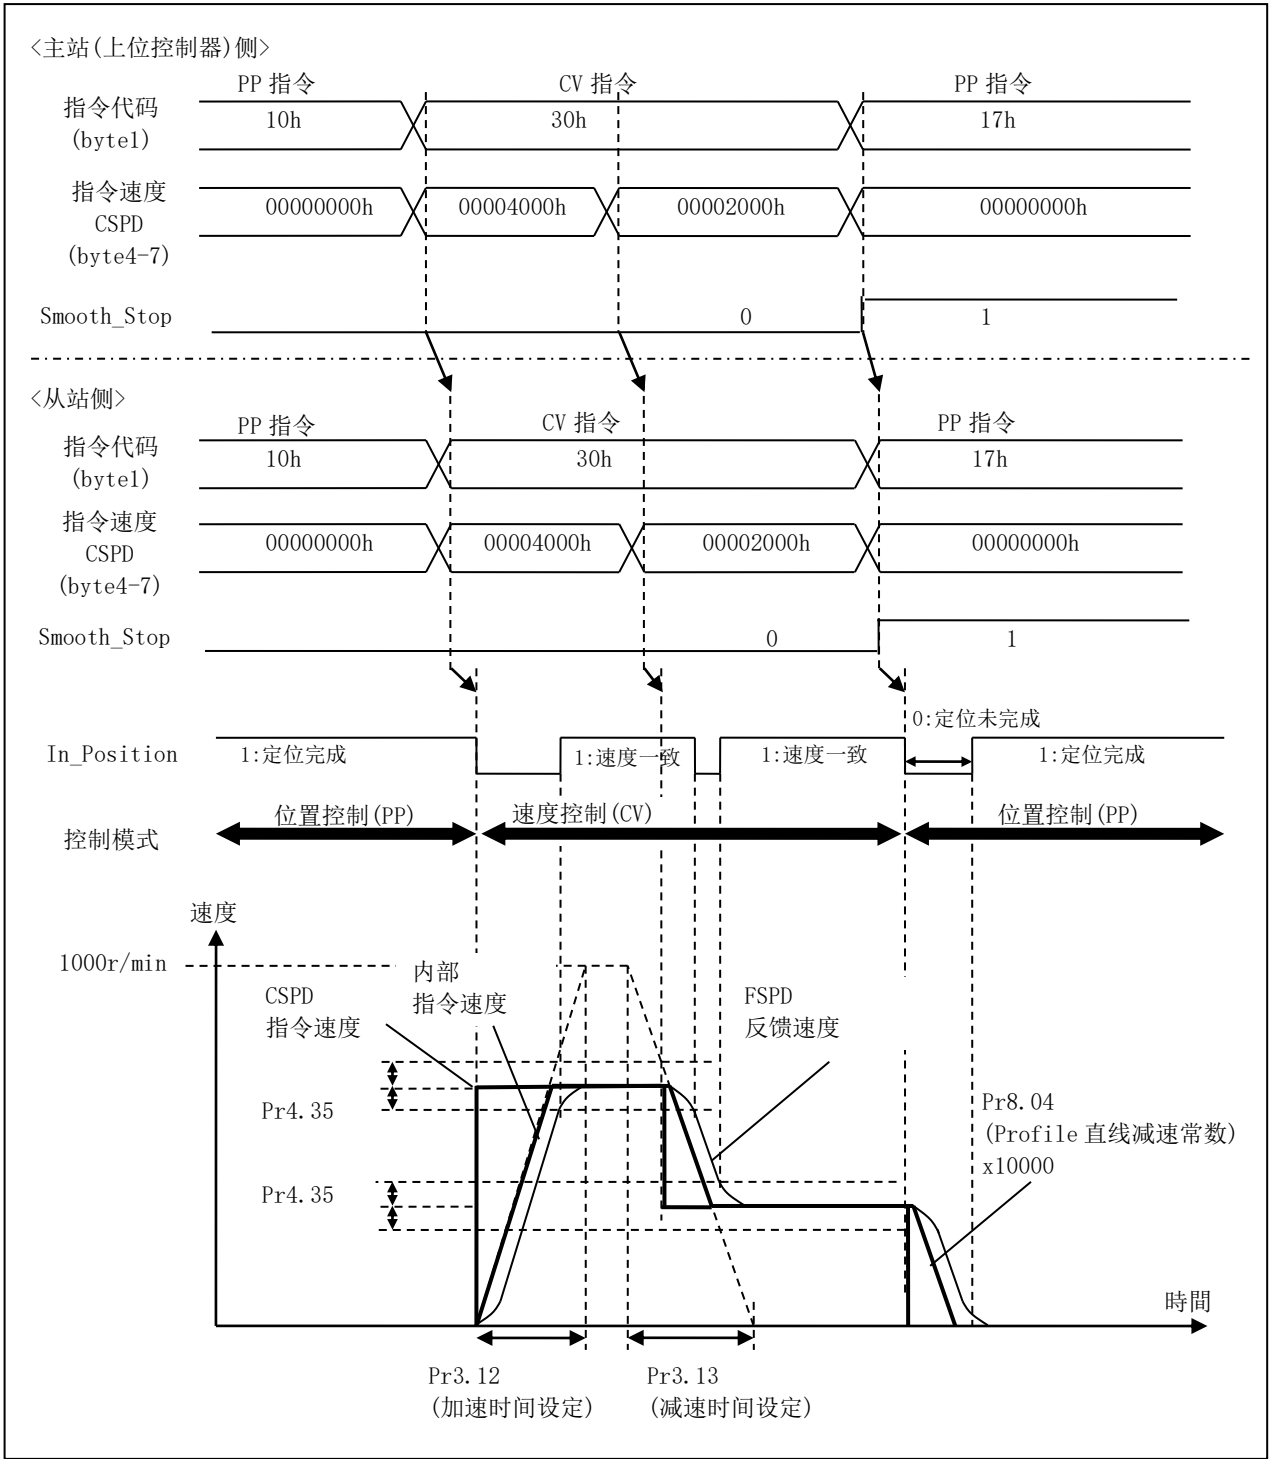 <主站(上位控制器)侧>
PP 指令
CV 指令
PP 指令
指令代码
(byte1)
10h
30h
17h
指令速度
CSPD
(byte4-7)
00000000h
00004000h
00002000h
00000000h
Smooth_Stop
0
1
<从站侧>
PP 指令
CV 指令
PP 指令
指令代码
(byte1)
10h
30h
17h
指令速度
CSPD
(byte4-7)
00000000h
00004000h
00002000h
00000000h
Smooth_Stop
0
1
0:定位未完成
In_Position
1:定位完成
1:速度一致
1:速度一致
1:定位完成
控制模式
位置控制(PP)
速度控制(CV)
位置控制(PP)
速度
1000r/min
内部
指令速度
CSPD
指令速度
FSPD
反馈速度
Pr4.35
Pr4.35
Pr8.04
(Profile 直线减速常数)
x10000
時間
Pr3.12
(加速时间设定)
Pr3.13
(减速时间设定)